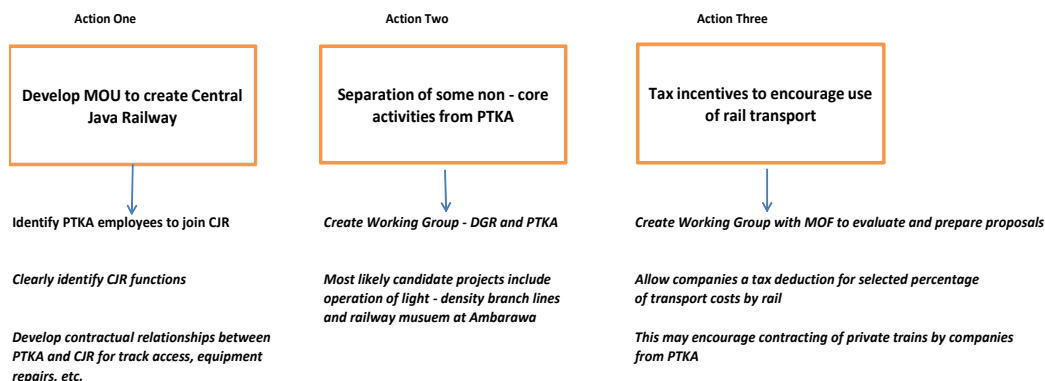 Action One
Action Two
Action Three
Develop MOU to create Central
Java Railway
Separation of some non - core
activities from PTKA
Tax incentives to encourage use
of rail transport
Identify PTKA employees to join CJR
Clearly identify CJR functions
Develop contractual relationships between
PTKA and CJR for track access, equipment
repairs, etc.
Create Working Group - DGR and PTKA
Most likely candidate projects include
operation of light - density branch lines
and railway musuem at Ambarawa
Create Working Group with MOF to evaluate and prepare proposals
Allow companies a tax deduction for selected percentage
of transport costs by rail
This may encourage contracting of private trains by companies
from PTKA